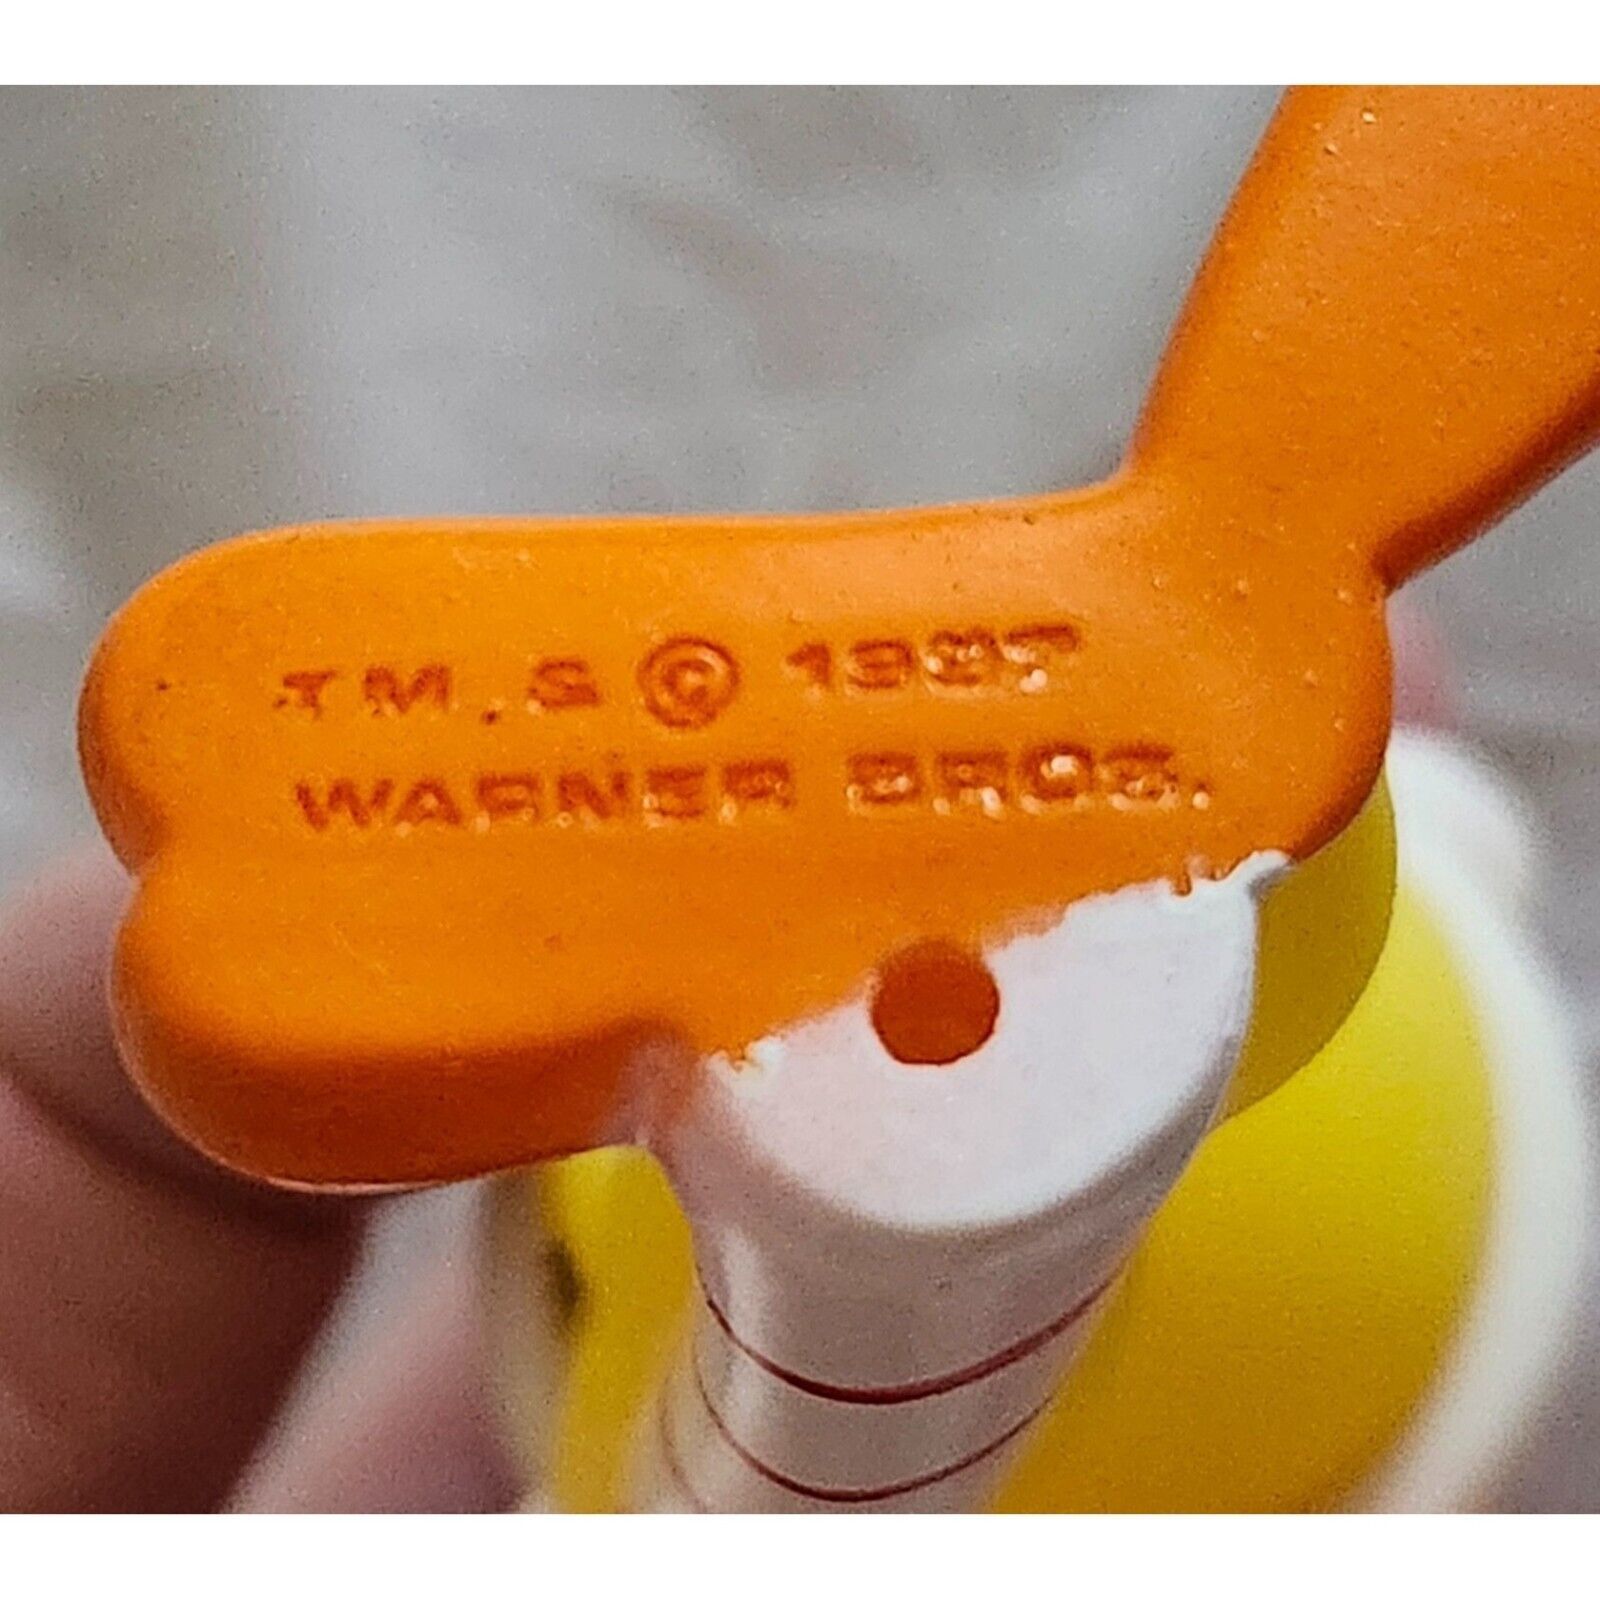 TM.S © 1987
WARNER BROS.